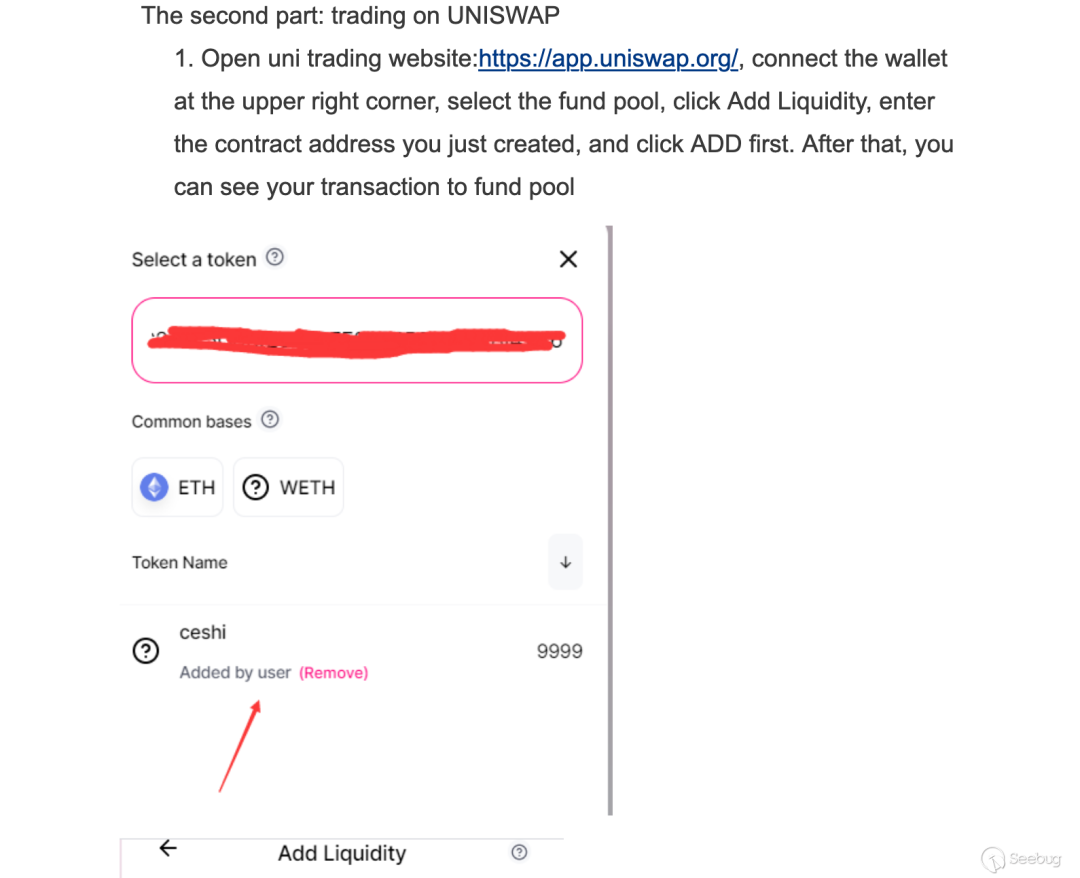 The second part: trading on UNISWAP
1. Open uni trading website:https://app.uniswap.org/, connect the wallet
at the upper right corner, select the fund pool, click Add Liquidity, enter
the contract address you just created, and click ADD first. After that, you
can see your transaction to fund pool
Select a token ?
Common bases ?
ETH ? WETH
Token Name
ceshi
? 9999
Added by user (Remove)
Add Liquidity ?
Seebug